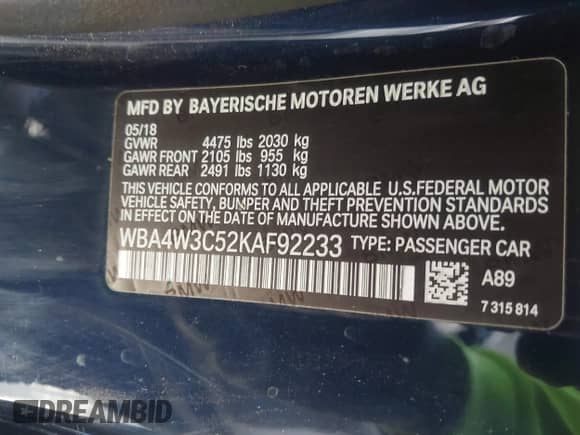 MFD BY BAYERISCHE MOTOREN WERKE AG
05/18
GVWR 4475 lbs 2030 kg
GAWR FRONT 2105 lbs 955 kg
GAWR REAR 2491 lbs 1130 kg
THIS VEHICLE CONFORMS TO ALL APPLICABLE U.S.FEDERAL MOTOR
VEHICLE SAFETY, BUMPER AND THEFT PREVENTION STANDARDS
IN EFFECT ON THE DATE OF MANUFACTURE SHOWN ABOVE.
WBA4W3C52KAF92233 TYPE: PASSENGER CAR
A89
7 315 814
DREAMBID